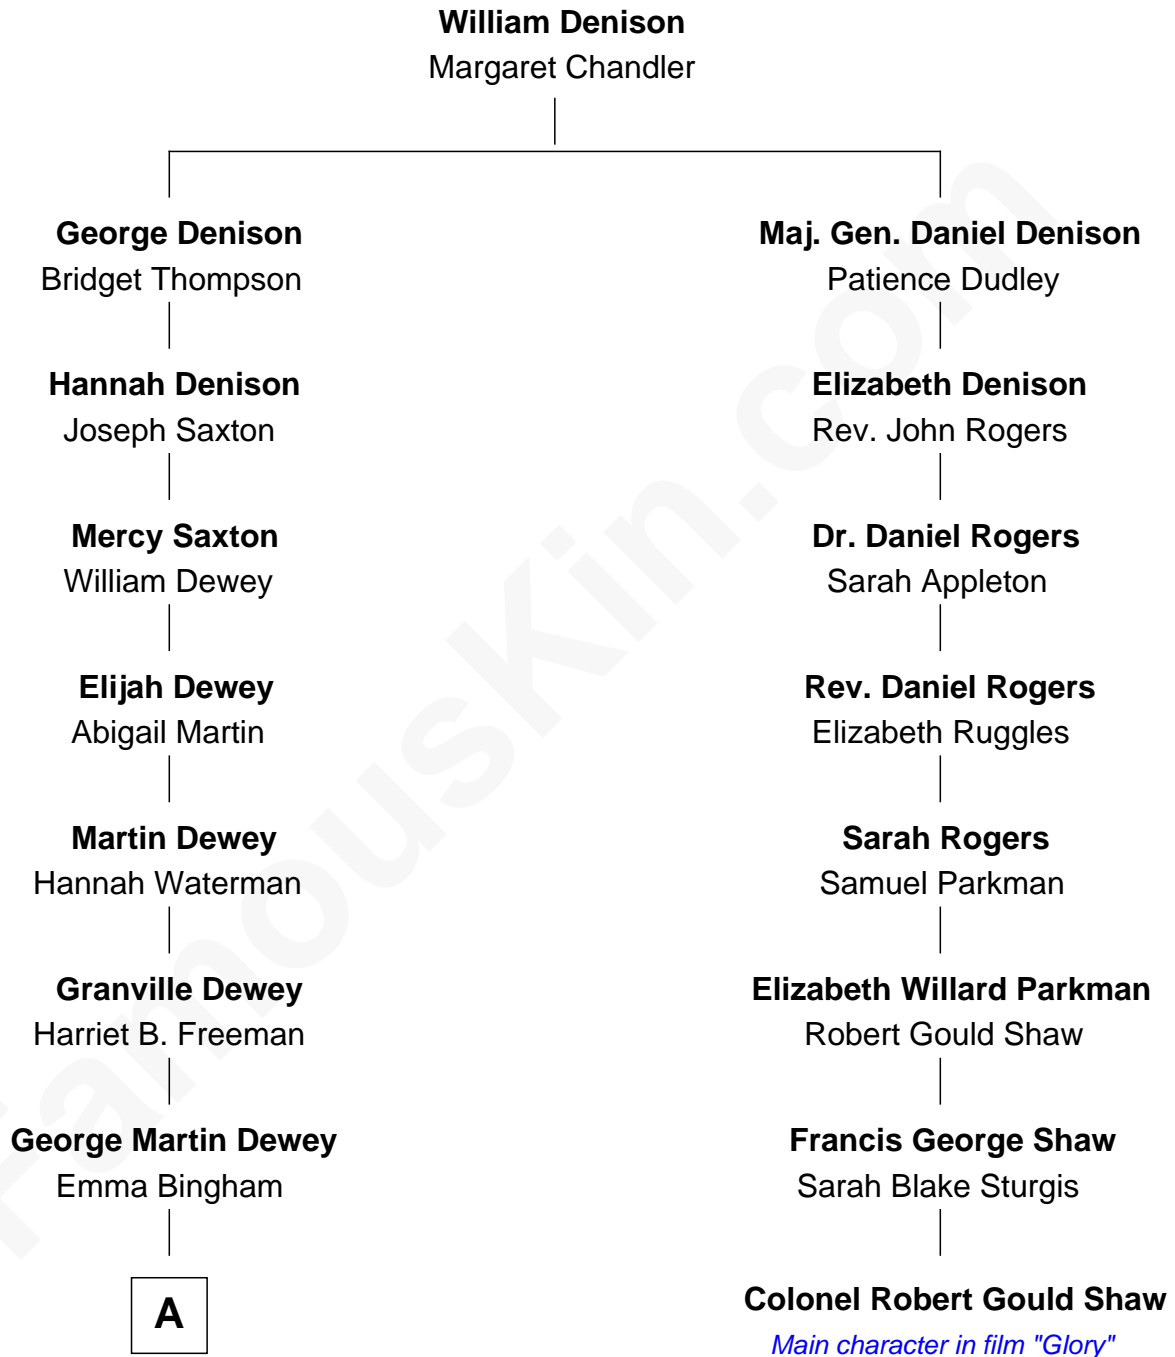 William Denison
Margaret Chandler
George Denison
Bridget Thompson
Maj. Gen. Daniel Denison
Patience Dudley
Hannah Denison
Joseph Saxton
Elizabeth Denison
Rev. John Rogers
Mercy Saxton
William Dewey
Dr. Daniel Rogers
Sarah Appleton
Elijah Dewey
Abigail Martin
Rev. Daniel Rogers
Elizabeth Ruggles
Martin Dewey
Hannah Waterman
Sarah Rogers
Samuel Parkman
Granville Dewey
Harriet B. Freeman
Elizabeth Willard Parkman
Robert Gould Shaw
George Martin Dewey
Emma Bingham
Francis George Shaw
Sarah Blake Sturgis
A
Colonel Robert Gould Shaw
Main character in film "Glory"
FamousKin.com